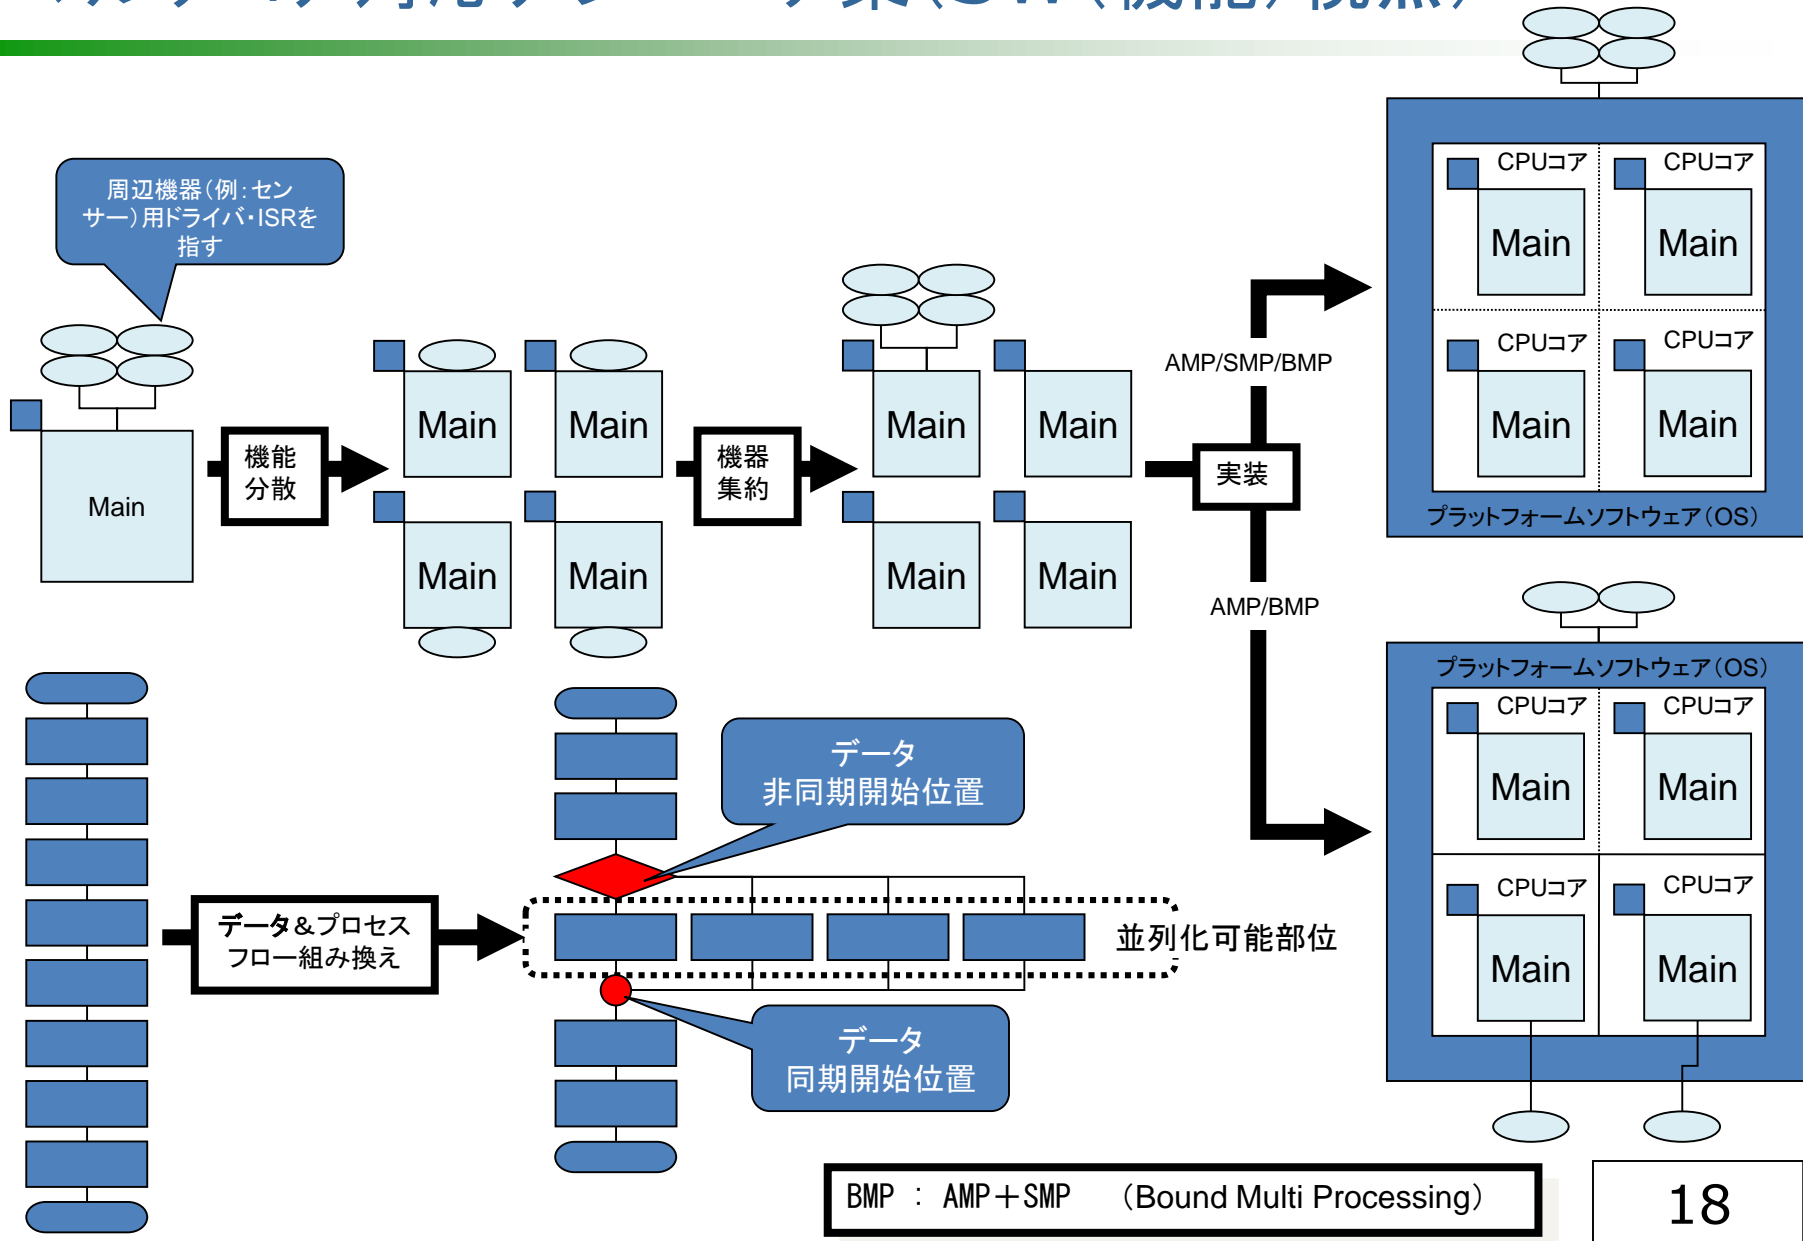 (機能)視点)
周辺機器(例:セン
サー)用ドライバ・ISRを
指す
Main
機能
分散
Main
Main
Main
Main
機器
集約
Main
Main
Main
Main
実装
AMP/SMP/BMP
AMP/BMP
CPUコア
CPUコア
Main
Main
CPUコア
CPUコア
Main
Main
プラットフォームソフトウェア(OS)
プラットフォームソフトウェア(OS)
CPUコア
CPUコア
Main
Main
CPUコア
CPUコア
Main
Main
データ&プロセス
フロー組み換え
データ
非同期開始位置
並列化可能部位
データ
同期開始位置
BMP : AMP+SMP (Bound Multi Processing)
18